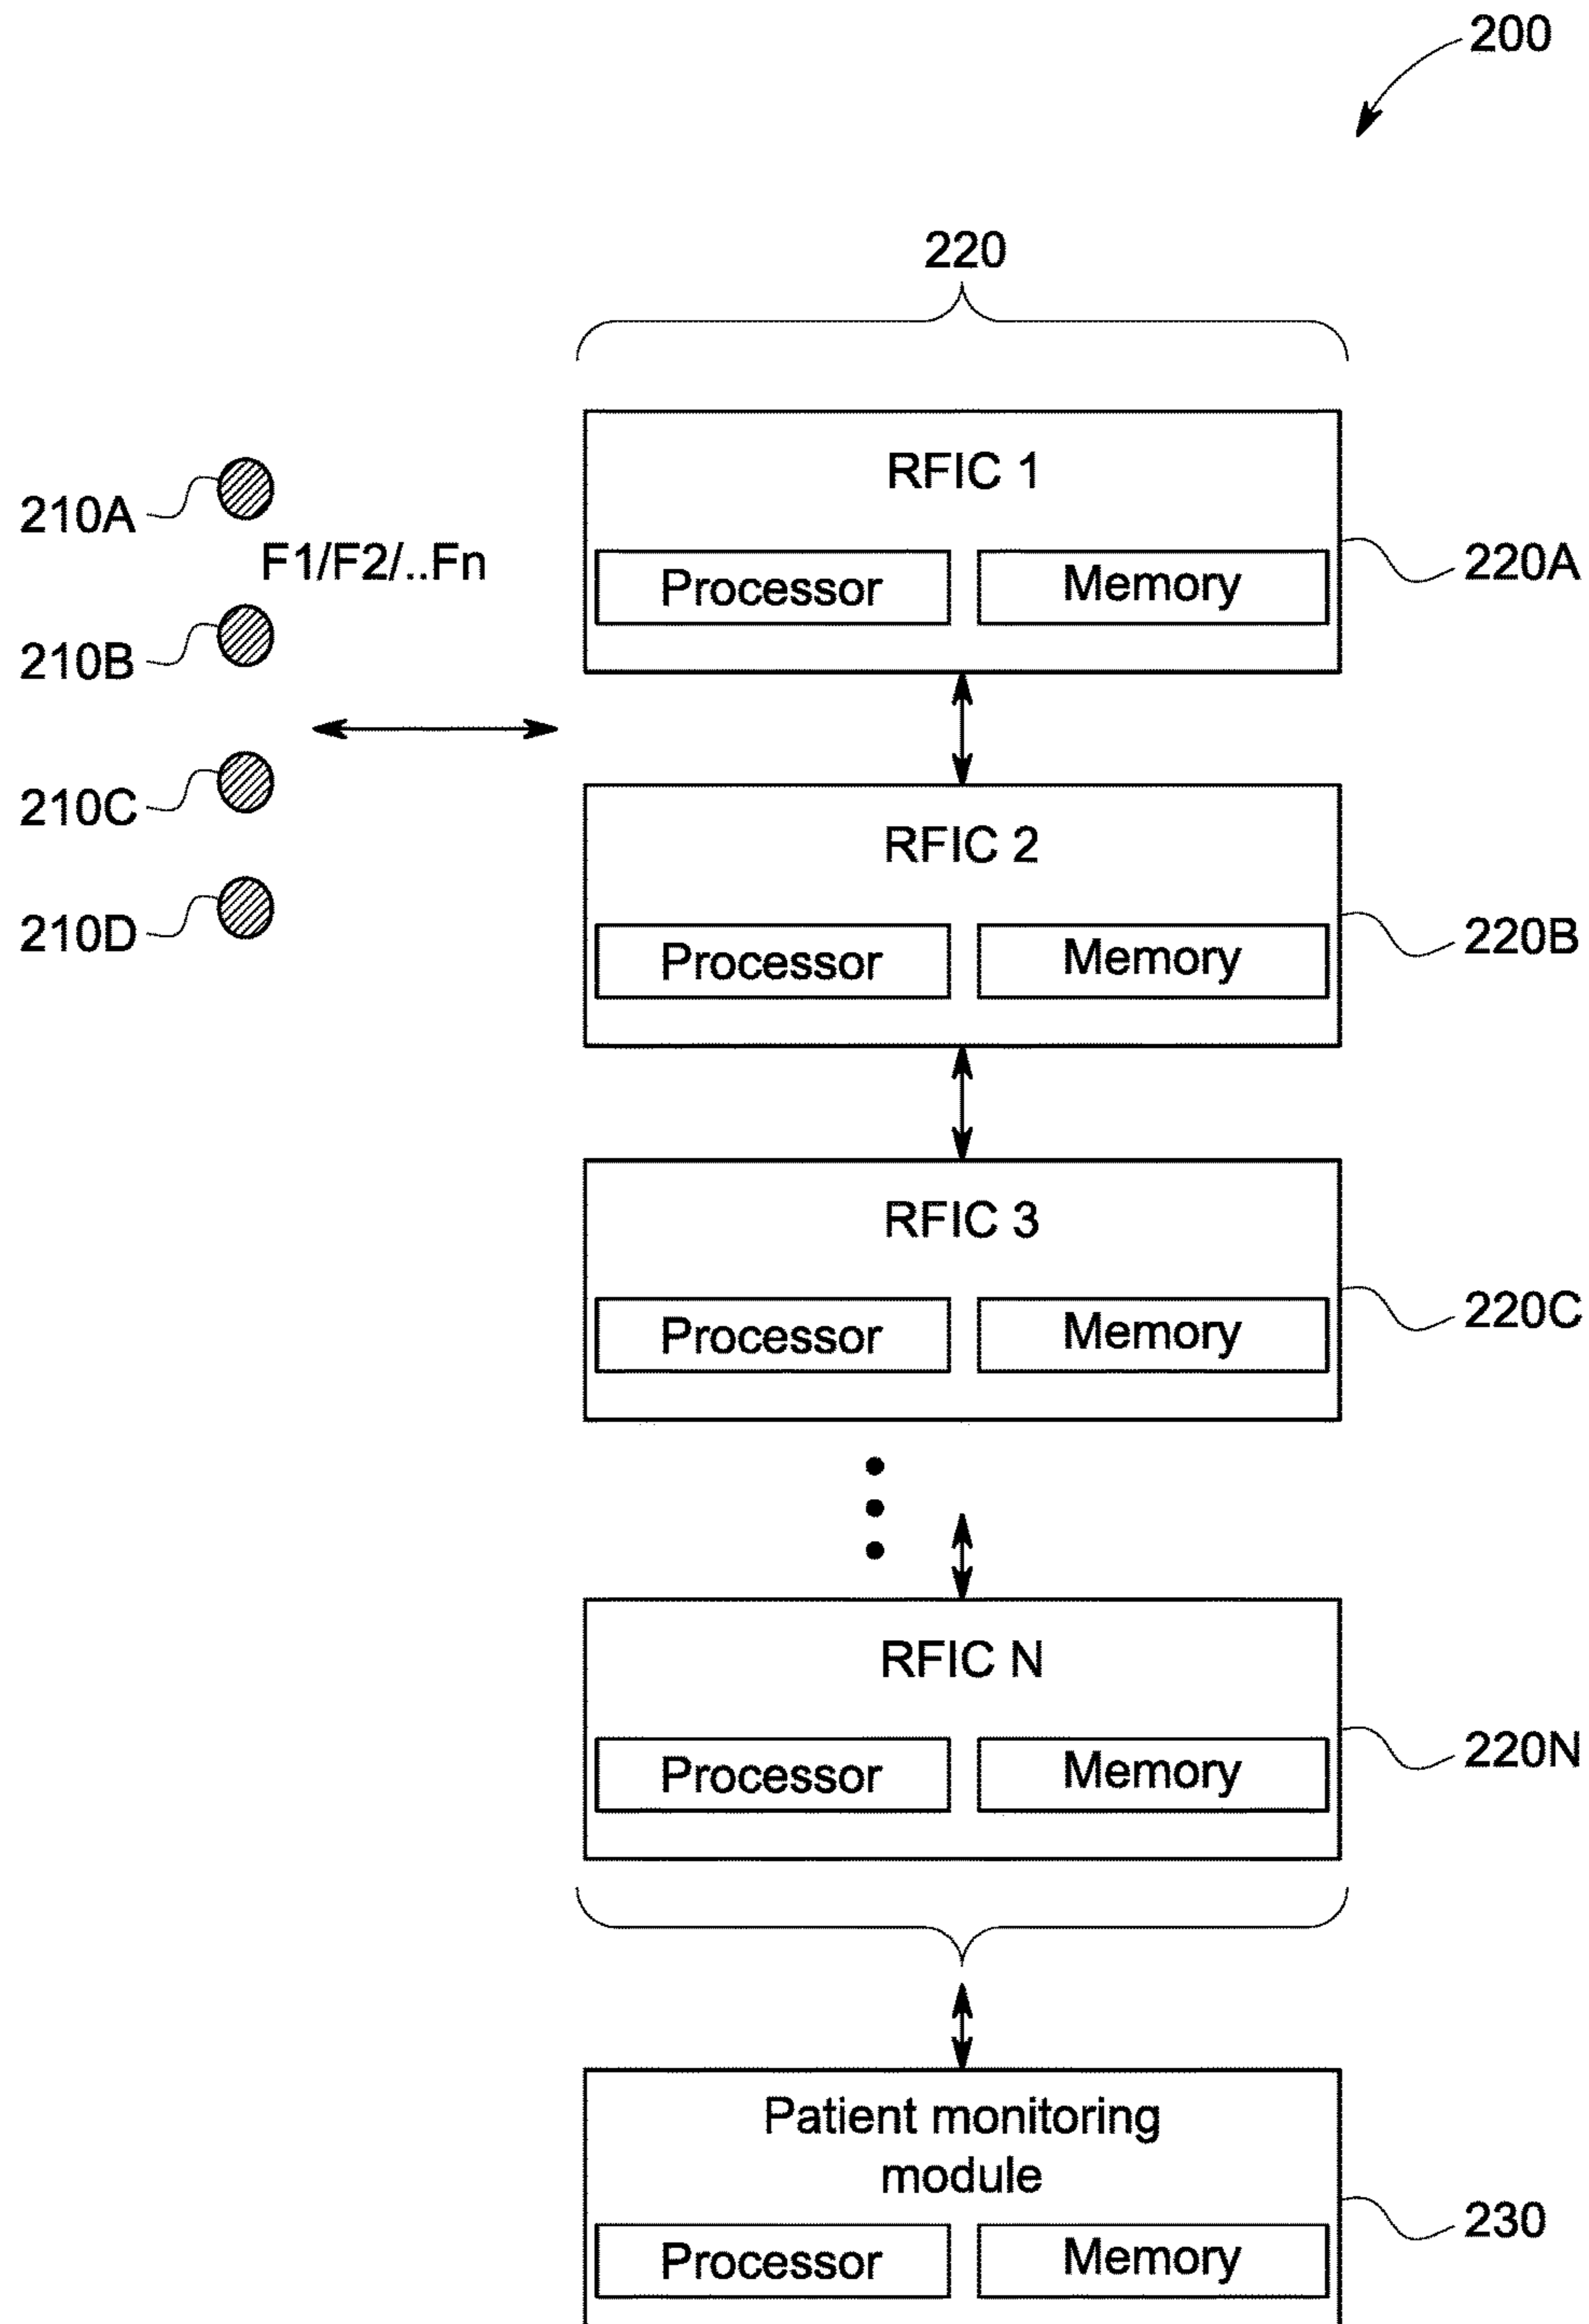 200
220
RFIC 1
210A
F1/F2/..Fn
Processor
Memory
220A
210B
210C
RFIC 2
210D
Processor
Memory
220B
RFIC 3
Processor
Memory
220C
RFIC N
Processor
Memory
220N
Patient monitoring
module
Processor
Memory
230